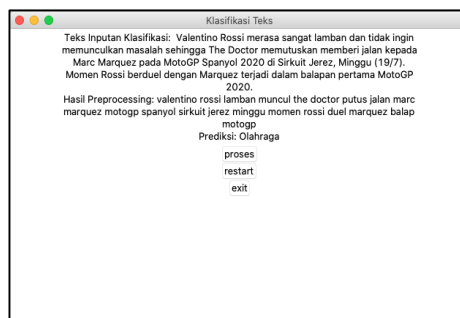 Klasifikasi Teks
Teks Inputan Klasifikasi:  Valentino Rossi merasa sangat lamban dan tidak ingin
memunculkan masalah sehingga The Doctor memutuskan memberi jalan kepada
Marc Marquez pada MotoGP Spanyol 2020 di Sirkuit Jerez, Minggu (19/7).
Momen Rossi berduel dengan Marquez terjadi dalam balapan pertama MotoGP
2020.
Hasil Preprocessing: valentino rossi lamban muncul the doctor putus jalan marc
marquez motogp spanyol sirkuit jerez minggu momen rossi duel marquez balap
motogp
Prediksi: Olahraga
proses
restart
exit